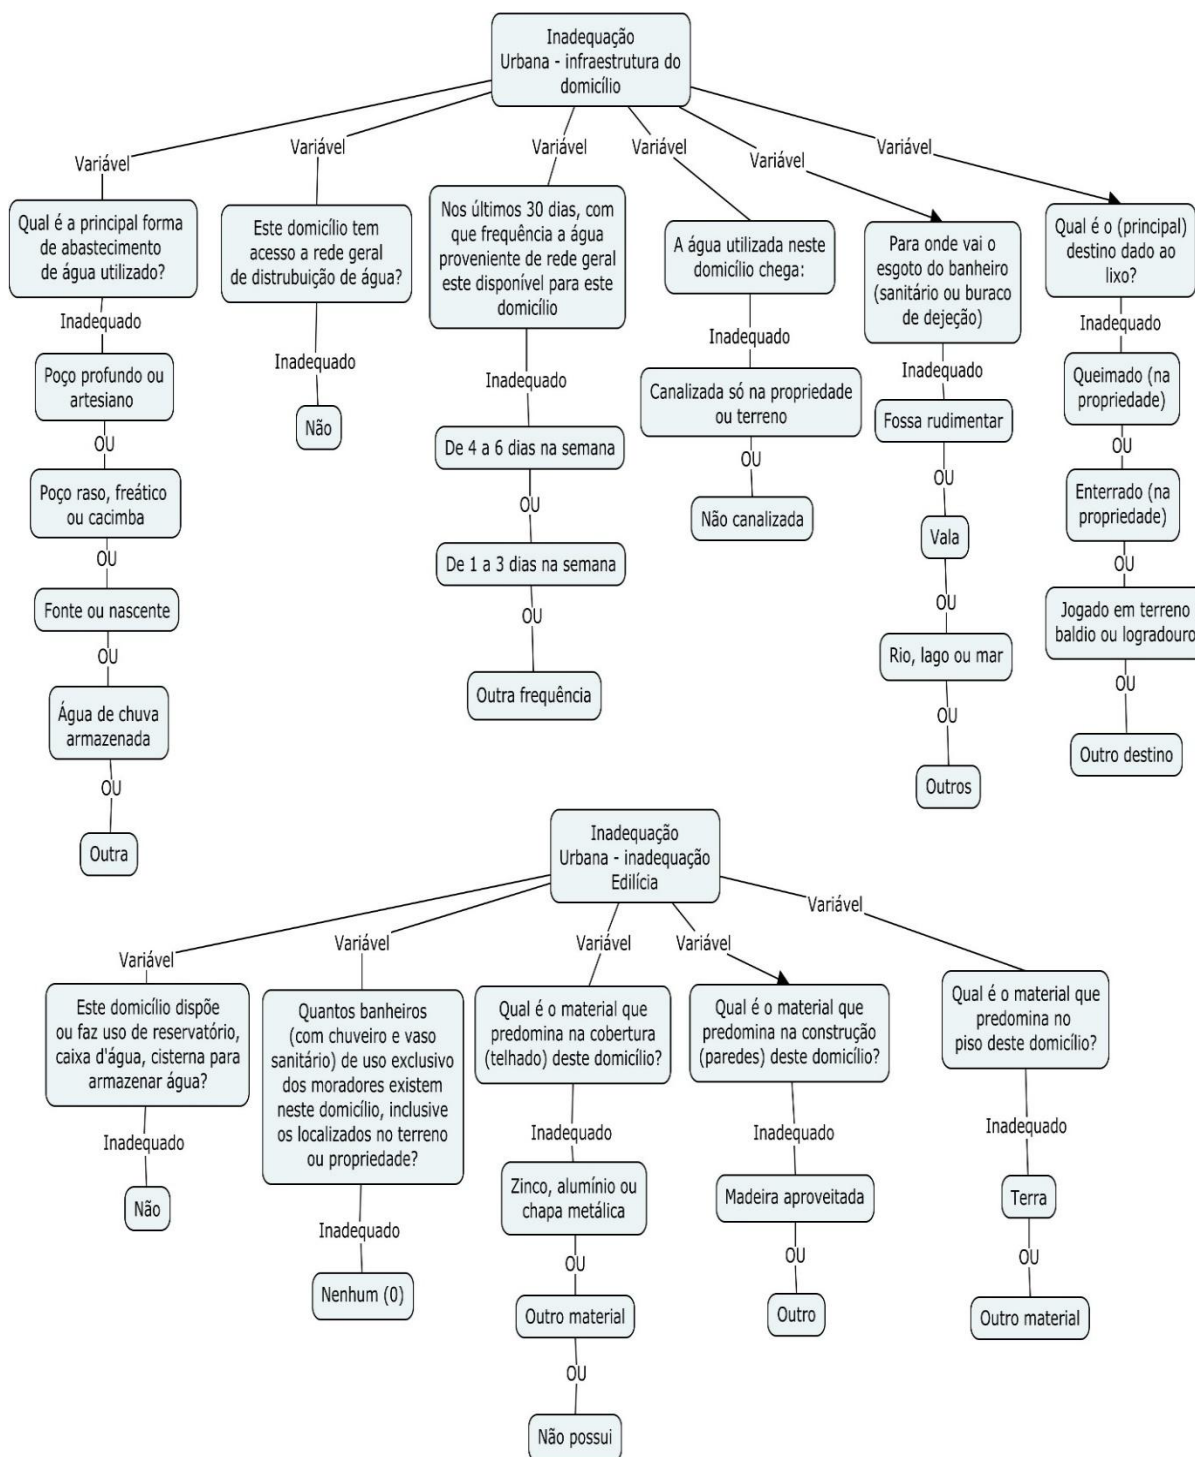 Inadequação
Urbana - infraestrutura do
domicílio
Variável
Variável
Variável
Variável
Variável
Variável
Qual é a principal forma
de abastecimento
de água utilizado?
Inadequado
Poço profundo ou
artesiano
OU
Poço raso, freático
ou cacimba
OU
Fonte ou nascente
OU
Água de chuva
armazenada
OU
Outra
Este domicílio tem
acesso a rede geral
de distrubuição de água?
Inadequado
Não
Nos últimos 30 dias, com
que frequência a água
proveniente de rede geral
este disponível para este
domicílio
Inadequado
De 4 a 6 dias na semana
OU
De 1 a 3 dias na semana
OU
Outra frequência
A água utilizada neste
domicílio chega:
Inadequado
Canalizada só na propriedade
ou terreno
OU
Não canalizada
Para onde vai o
esgoto do banheiro
(sanitário ou buraco
de dejeção)
Inadequado
Fossa rudimentar
OU
Vala
OU
Rio, lago ou mar
OU
Outros
Qual é o (principal)
destino dado ao
lixo?
Inadequado
Queimado (na
propriedade)
OU
Enterrado (na
propriedade)
OU
Jogado em terreno
baldio ou logradouro
OU
Outro destino
Inadequação
Urbana - inadequação
Edilícia
Variável
Variável
Variável
Variável
Variável
Este domicílio dispõe
ou faz uso de reservatório,
caixa d'água, cisterna para
armazenar água?
Inadequado
Não
Quantos banheiros
(com chuveiro e vaso
sanitário) de uso exclusivo
dos moradores existem
neste domicílio, inclusive
os localizados no terreno
ou propriedade?
Inadequado
Nenhum (0)
Qual é o material que
predomina na cobertura
(telhado) deste domicílio?
Inadequado
Zinco, alumínio ou
chapa metálica
OU
Outro material
OU
Não possui
Qual é o material que
predomina na construção
(paredes) deste domicílio?
Inadequado
Madeira aproveitada
OU
Outro
Qual é o material que
predomina no
piso deste domicílio?
Inadequado
Terra
OU
Outro material